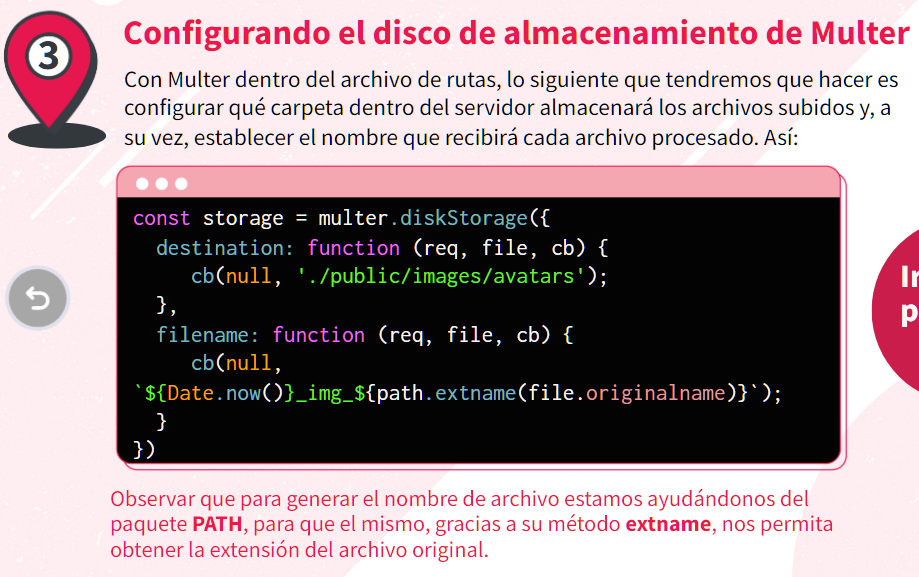 3
Configurando el disco de almacenamiento de Multer
Con Multer dentro del archivo de rutas, lo siguiente que tendremos que hacer es
configurar qué carpeta dentro del servidor almacenará los archivos subidos y, a
su vez, establecer el nombre que recibirá cada archivo procesado. Así:
const storage = multer.diskStorage({
  destination: function (req, file, cb) {
     cb(null, './public/images/avatars');
  },
  filename: function (req, file, cb) {
     cb(null,
`${Date.now()}_img_${path.extname(file.originalname)}`);
  }
})
Observar que para generar el nombre de archivo estamos ayudándonos del
paquete PATH, para que el mismo, gracias a su método extname, nos permita
obtener la extensión del archivo original.